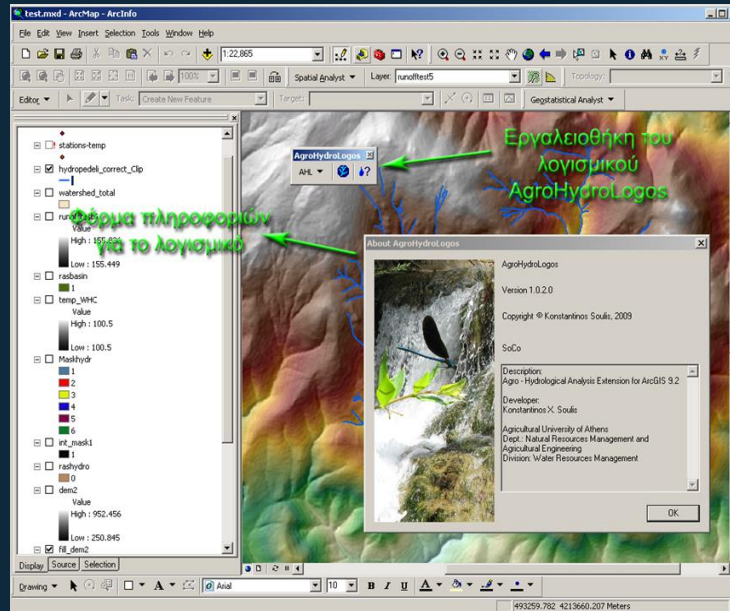 test.mxd - ArcMap - ArcInfo
File Edit View Insert Selection Tools Window Help
1:22,865
100% Spatial Analyst Layer: runofftest5 Topology:
Editor Task: Create New Feature Target: Geostatistical Analyst
stations-temp
hydropedeli_correct_Clip
watershed_total
Value
Low : 155.449
rasbasin
1
temp_WHC
Value
High : 100.5
Low : 100.5
Maskhydr
1
2
3
4
5
6
int_mask1
1
rashydro
0
dem2
Value
High : 952.456
Low : 250.845
fill_dem2
Display Source Selection
AgroHydroLogos
AHL
Εργαλειοθήκη του
λογισμικού
AgroHydroLogos
Φόρμα πληροφοριών
για το λογισμικό
About AgroHydroLogos
AgroHydroLogos
Version 1.0.2.0
Copyright © Konstantinos Soulis, 2009
SoCo
Description:
Agro - Hydrological Analysis Extension for ArcGIS 9.2
Developer:
Konstantinos X. Soulis
Agricultural University of Athens
Dept.: Natural Resources Management and
Agricultural Engineering
Division: Water Resources Management
OK
Drawing Arial 10 B I U A
493259.782 4213660.207 Meters